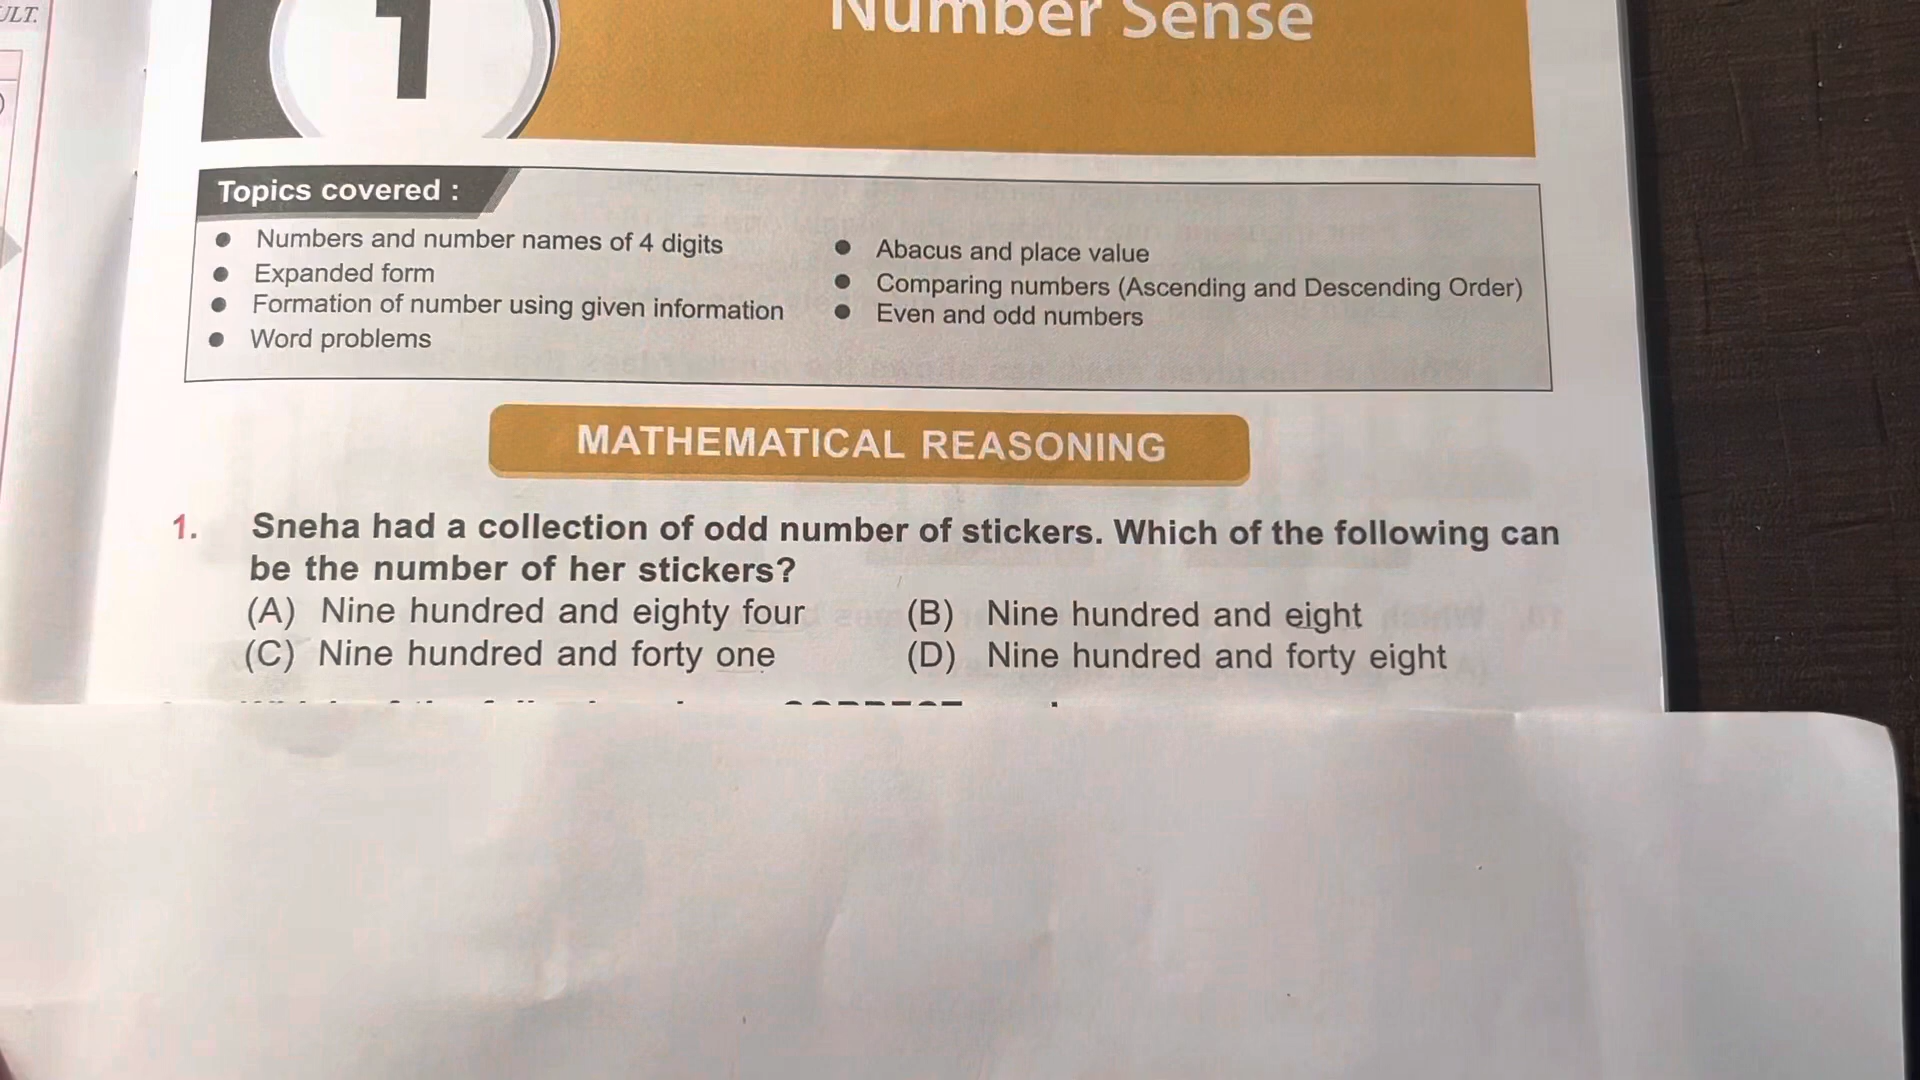 ULT.
1
Number Sense
Topics covered :
● Numbers and number names of 4 digits
● Expanded form
● Formation of number using given information
● Word problems
● Abacus and place value
● Comparing numbers (Ascending and Descending Order)
● Even and odd numbers
MATHEMATICAL REASONING
1. Sneha had a collection of odd number of stickers. Which of the following can
be the number of her stickers?
(A) Nine hundred and eighty four (B) Nine hundred and eight
(C) Nine hundred and forty one (D) Nine hundred and forty eight